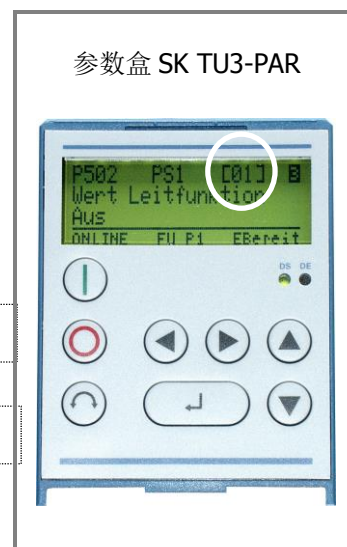 参数盒 SK TU3-PAR
P502 PS1 [01] B
Wert Leitfunktion
Aus
ONLINE FU P1 EBereit
DS DE